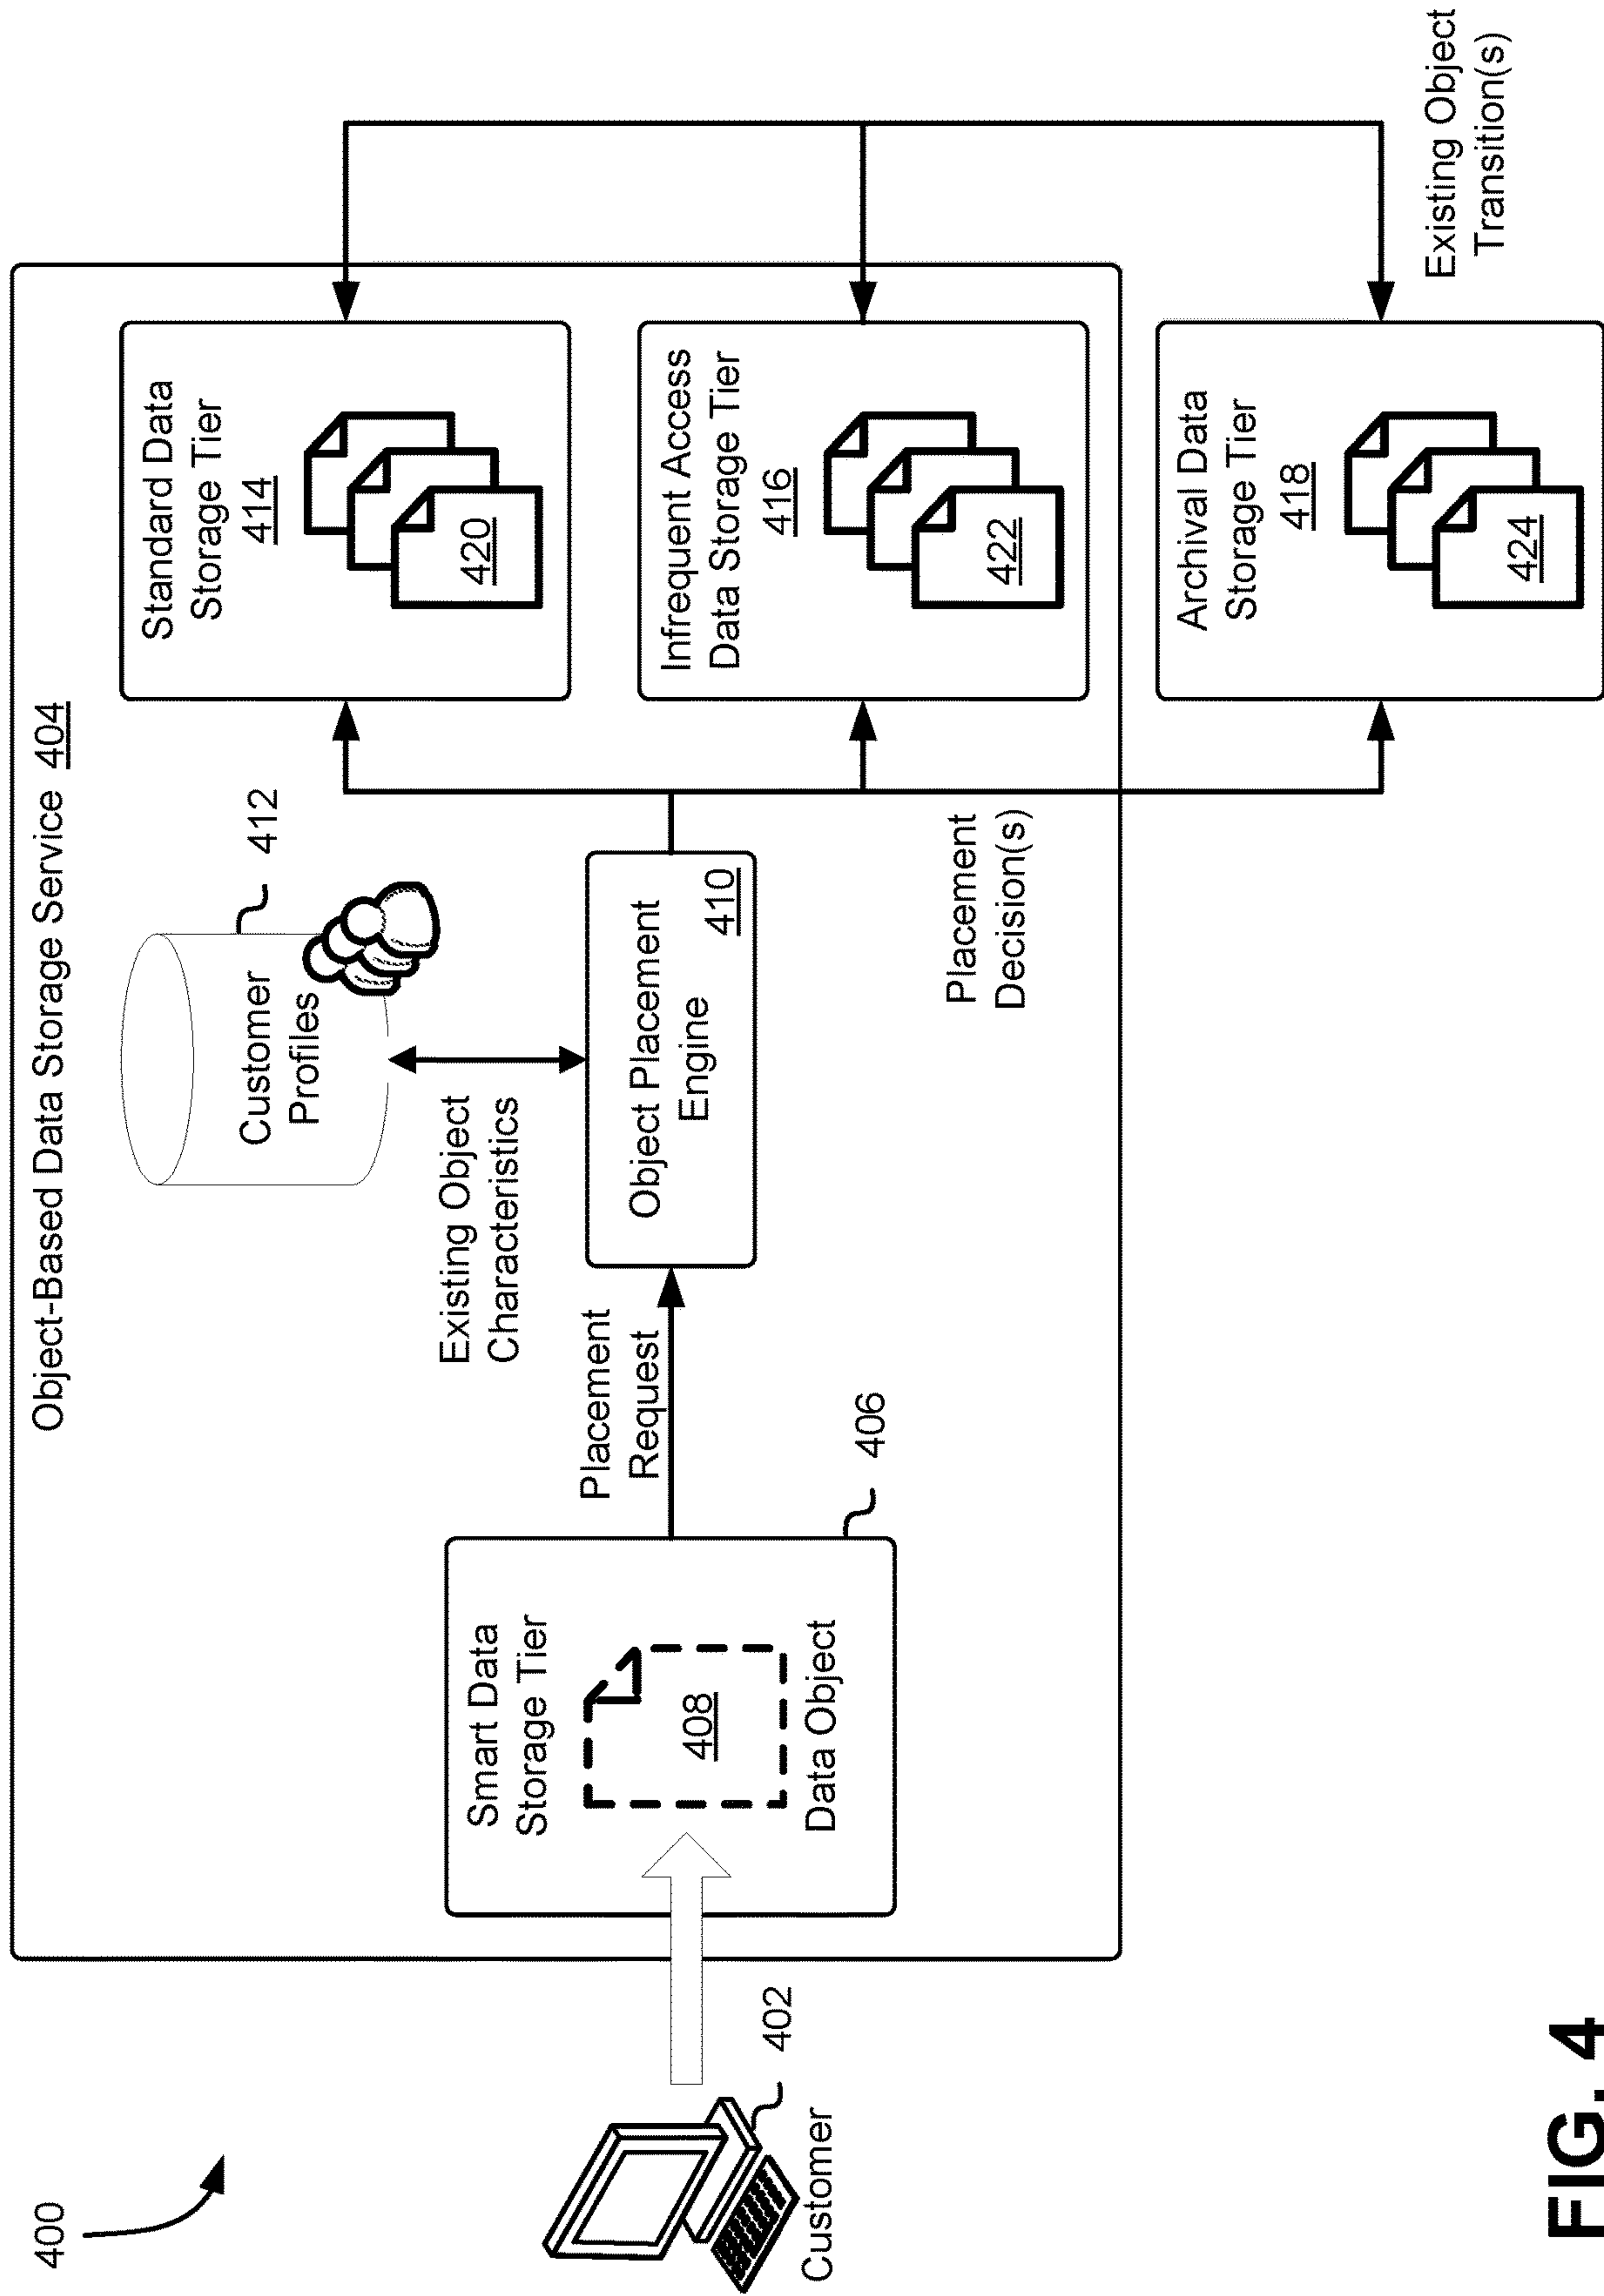 400
Object-Based Data Storage Service 404
Customer
402
Smart Data
Storage Tier
408
Data Object
406
Placement
Request
Existing Object
Characteristics
Customer
Profiles
412
Object Placement
Engine
410
Placement
Decision(s)
Standard Data
Storage Tier
414
420
Infrequent Access
Data Storage Tier
416
422
Archival Data
Storage Tier
418
424
Existing Object
Transition(s)
FIG. 4